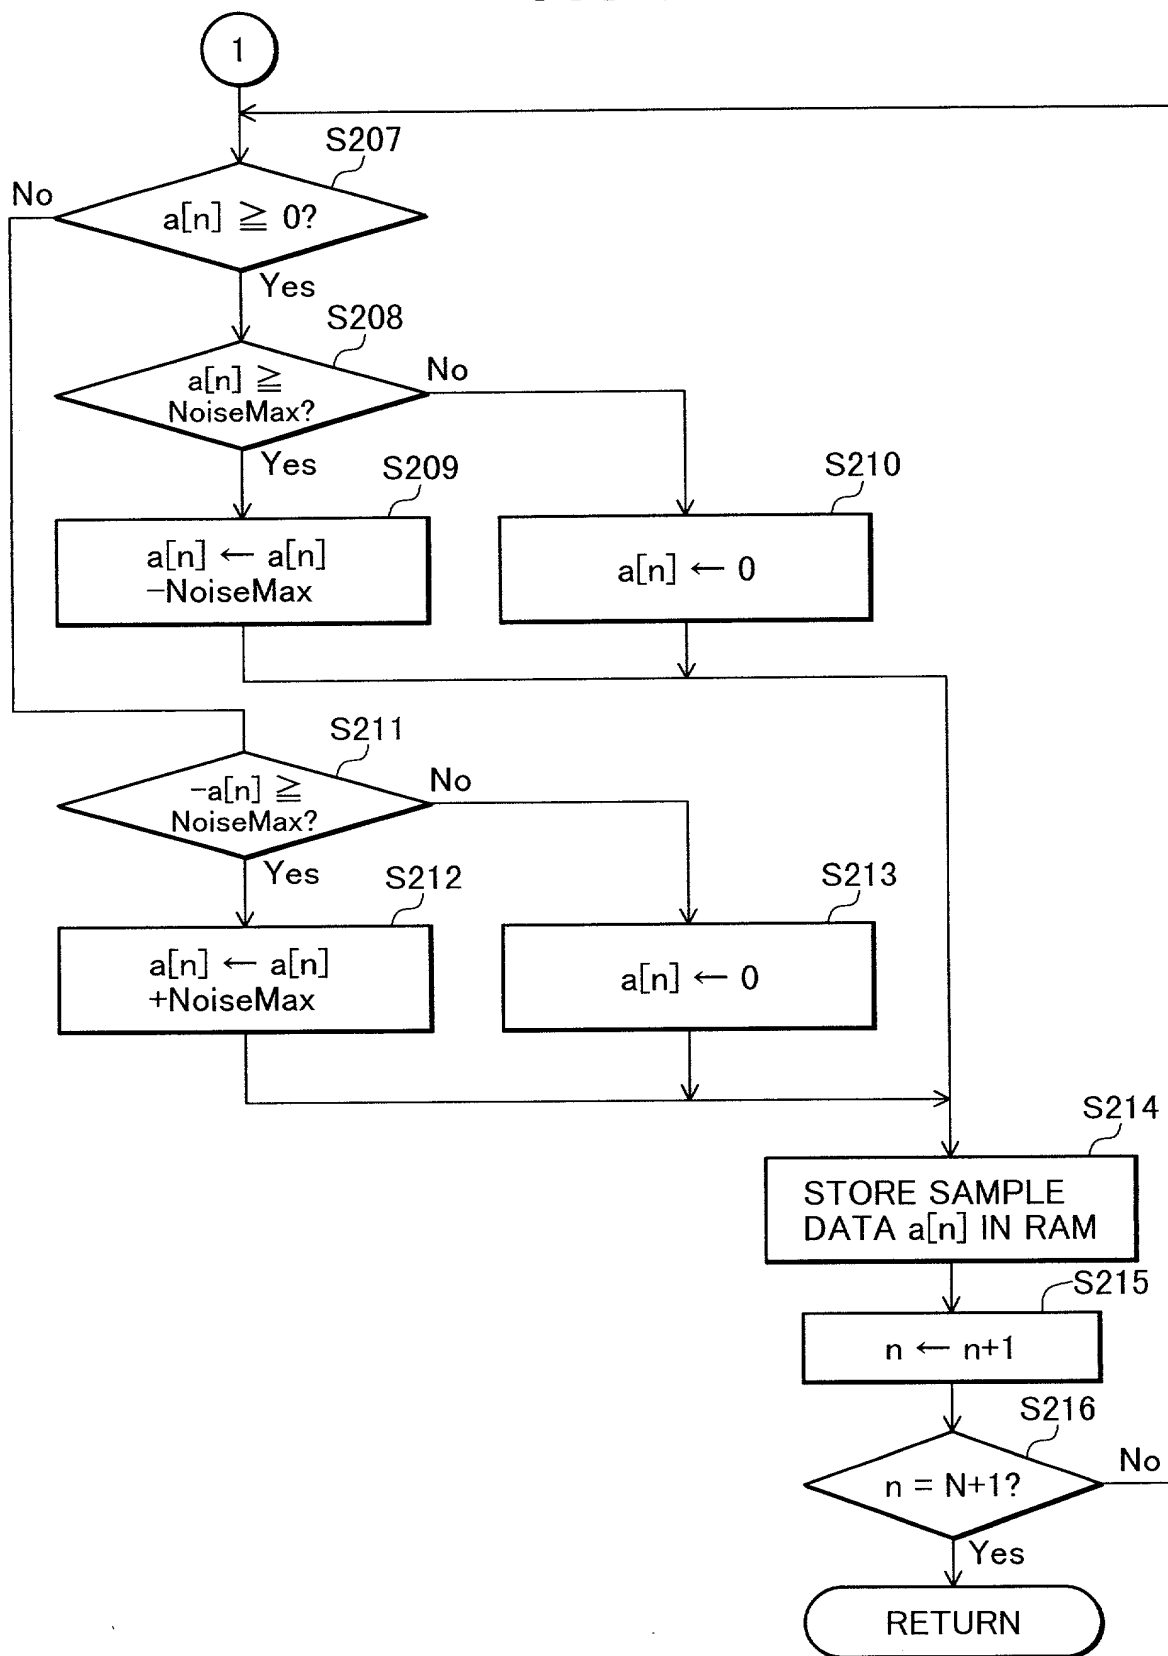 1
S207
No
a[n] ≧ 0?
Yes
S208
a[n] ≧
NoiseMax?
No
Yes
S209
a[n] ← a[n]
−NoiseMax
S210
a[n] ← 0
S211
−a[n] ≧
NoiseMax?
No
Yes
S212
a[n] ← a[n]
+NoiseMax
S213
a[n] ← 0
S214
STORE SAMPLE
DATA a[n] IN RAM
S215
n ← n+1
S216
n = N+1?
No
Yes
RETURN